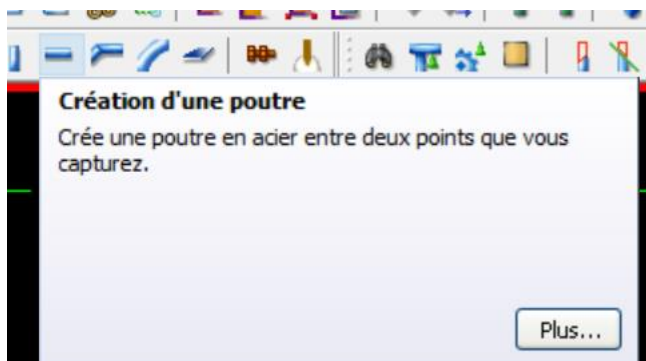 Création d'une poutre
Crée une poutre en acier entre deux points que vous
capturez.
Plus...